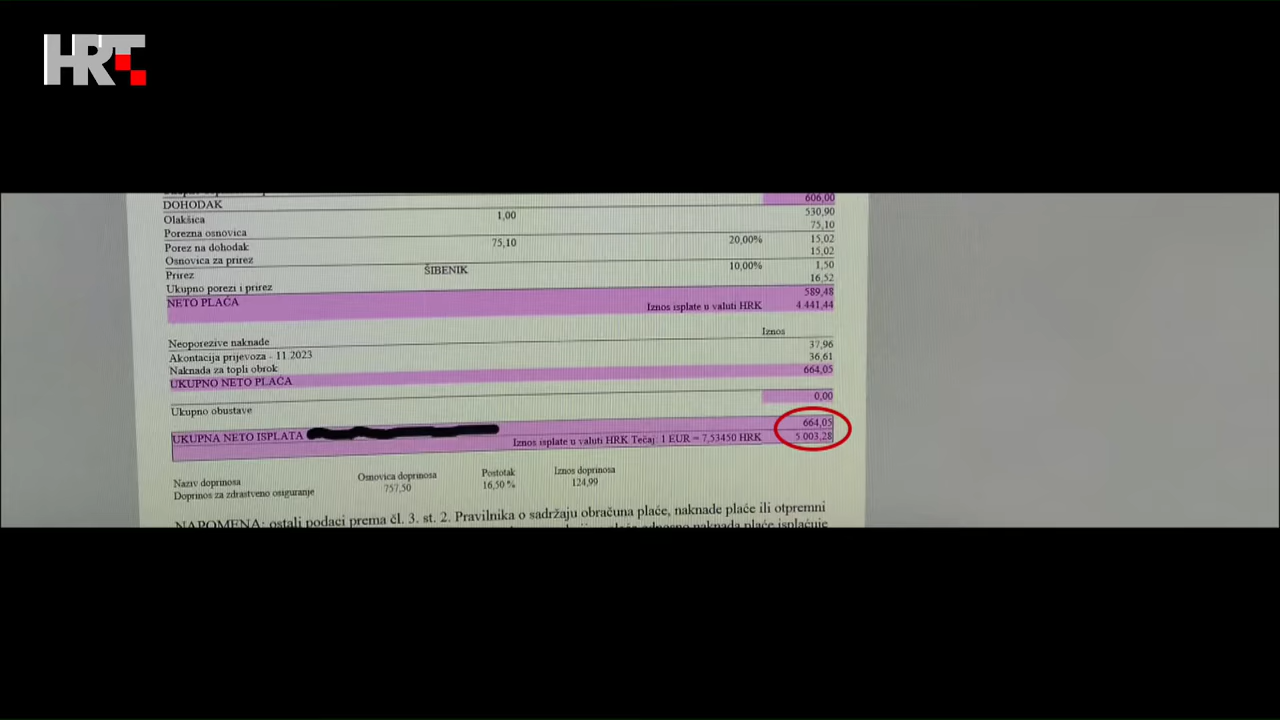 HRT
606,00
DOHODAK
Olakšica 1,00 530,90
Porezna osnovica 75,10
Porez na dohodak 75,10 20,00% 15,02
Osnovica za prirez 15,02
Prirez ŠIBENIK 10,00% 1,50
Ukupno porezi i prirez 16,52
NETO PLAĆA 589,48
Iznos isplate u valuti HRK 4 441,44
Iznos
Neoporezive naknade
Akontacija prijevoza - 11 2023 37,96
Naknada za topli obrok 36,61
UKUPNO NETO PLAĆA 664,05
Ukupno obustave 0,00
UKUPNA NETO ISPLATA 664,05
Iznos isplate u valuti HRK Tečaj: 1 EUR = 7,53450 HRK 5 003,28
Naziv doprinosa Osnovica doprinosa Postotak Iznos doprinosa
Doprinos za zdrastveno osiguranje 757,50 16,50 % 124,99
NAPOMENA: ostali podaci prema čl. 3. st. 2. Pravilnika o sadržaju obračuna plaće, naknade plaće ili otpremni
naknada plaće isplaćuje